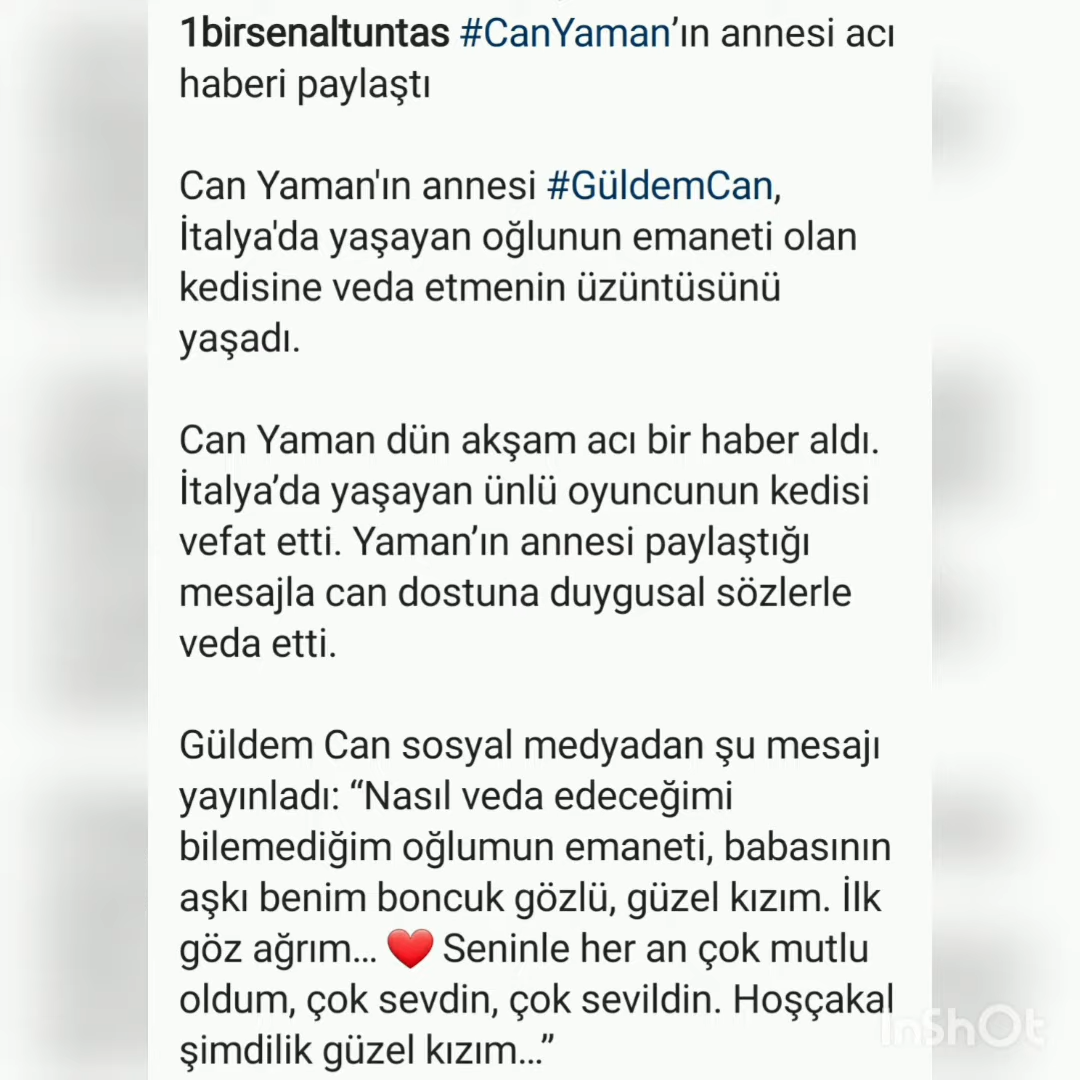 1birsenaltuntas #CanYaman’ın annesi acı
haberi paylaştı
Can Yaman'ın annesi #GüldemCan,
İtalya'da yaşayan oğlunun emaneti olan
kedisine veda etmenin üzüntüsünü
yaşadı.
Can Yaman dün akşam acı bir haber aldı.
İtalya’da yaşayan ünlü oyuncunun kedisi
vefat etti. Yaman’ın annesi paylaştığı
mesajla can dostuna duygusal sözlerle
veda etti.
Güldem Can sosyal medyadan şu mesajı
yayınladı: “Nasıl veda edeceğimi
bilemediğim oğlumun emaneti, babasının
aşkı benim boncuk gözlü, güzel kızım. İlk
göz ağrım... ❤️ Seninle her an çok mutlu
oldum, çok sevdin, çok sevildin. Hoşçakal
şimdilik güzel kızım...”
InShOt